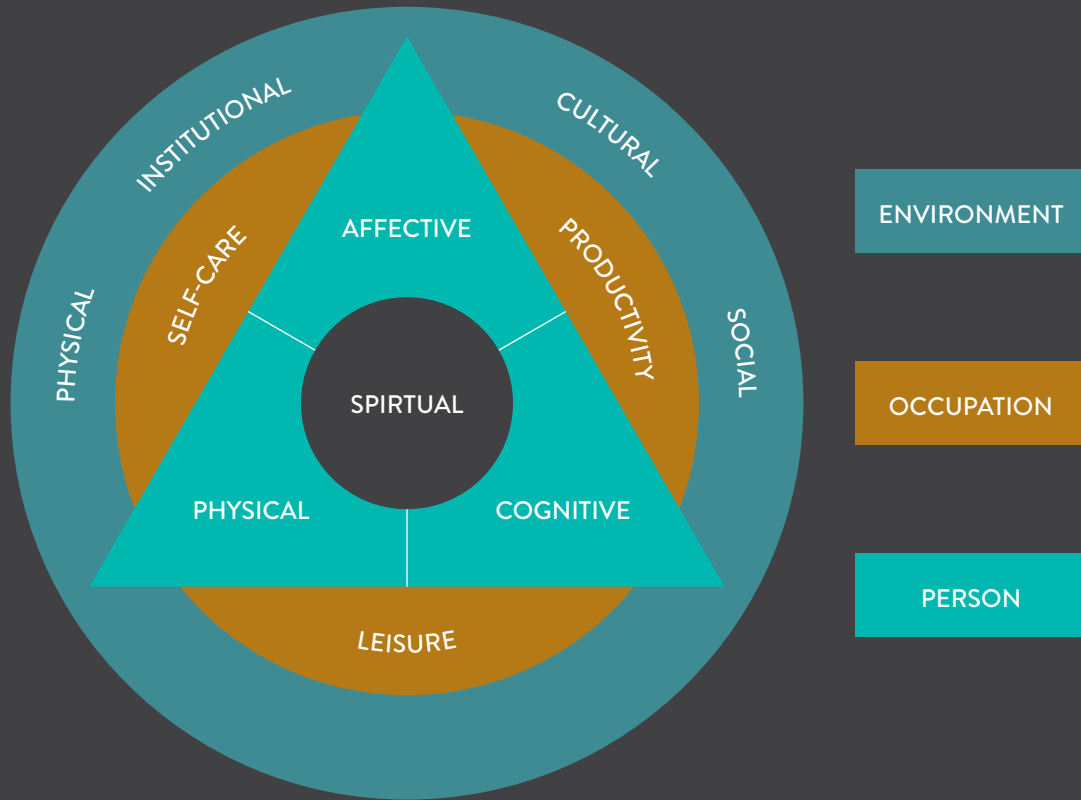 INSTITUTIONAL
CULTURAL
PHYSICAL
SELF-CARE
AFFECTIVE
PRODUCTIVITY
SOCIAL
SPIRTUAL
PHYSICAL
COGNITIVE
LEISURE
ENVIRONMENT
OCCUPATION
PERSON